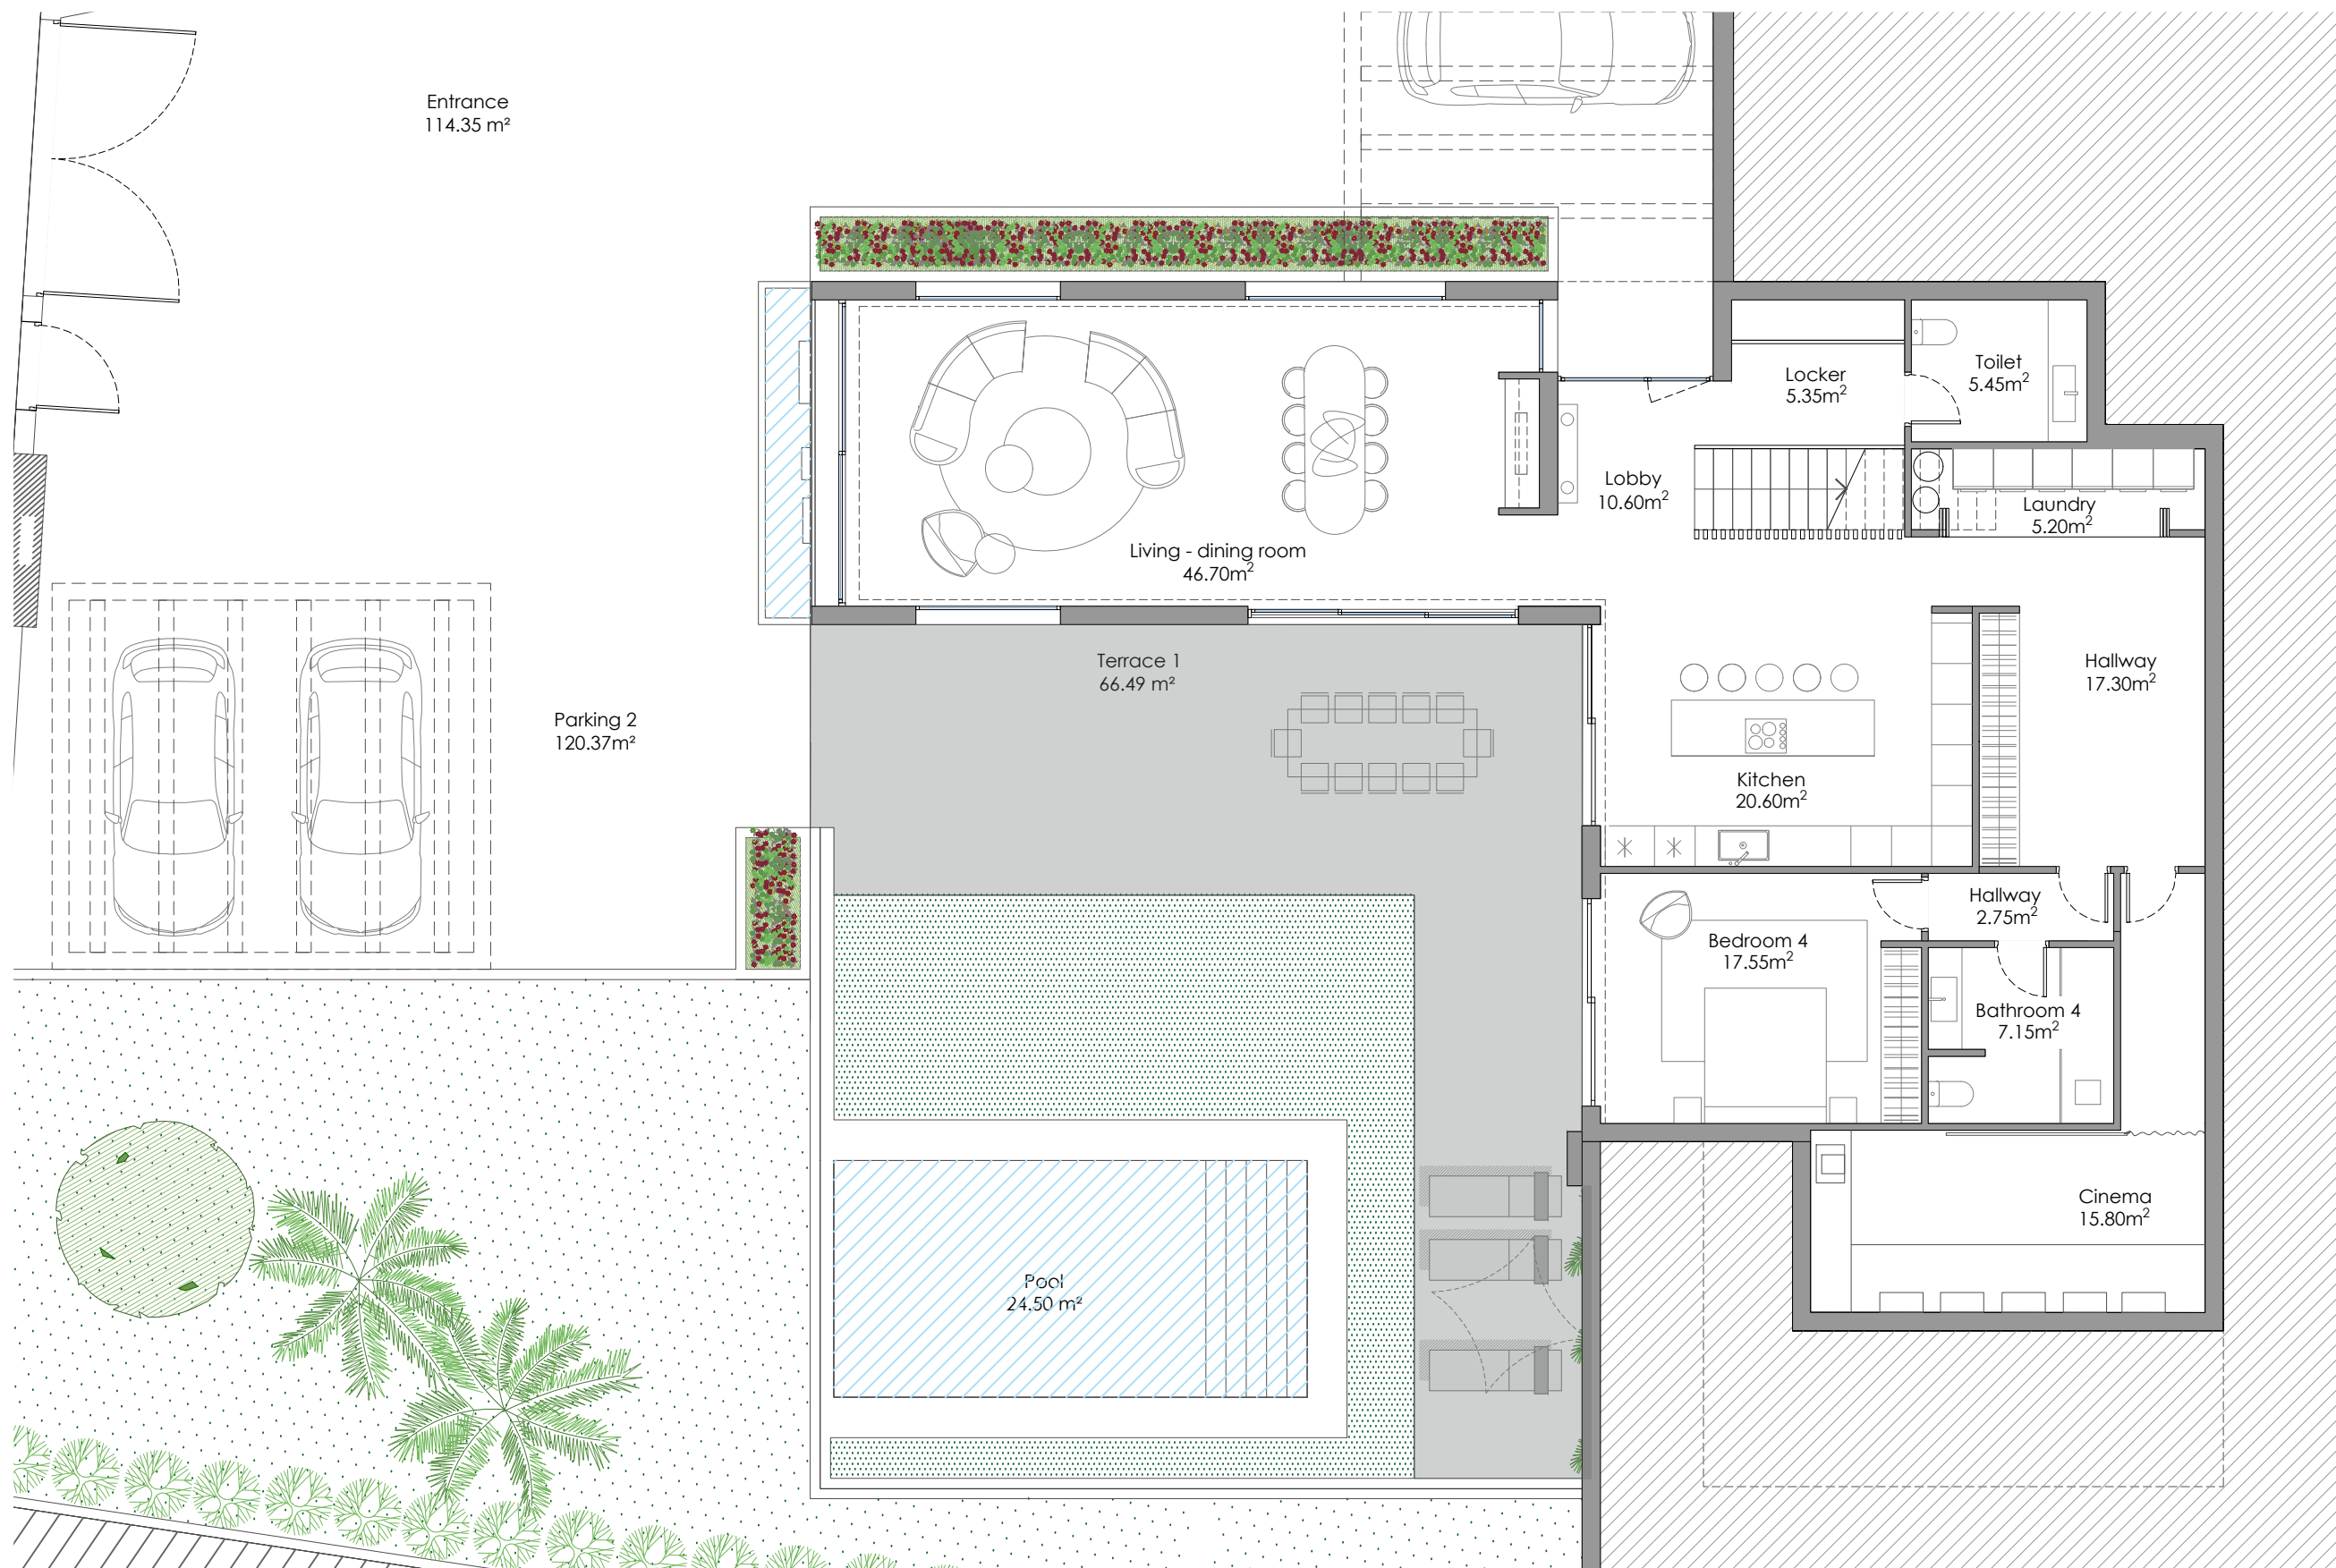 Entrance
114.35 m²
Toilet
5.45m²
Locker
5.35m²
Lobby
10.60m²
Laundry
5.20m²
Living - dining room
46.70m²
Terrace 1
66.49 m²
Hallway
17.30m²
Parking 2
120.37m²
Kitchen
20.60m²
Hallway
2.75m²
Bedroom 4
17.55m²
Bathroom 4
7.15m²
Cinema
15.80m²
Pool
24.50 m²